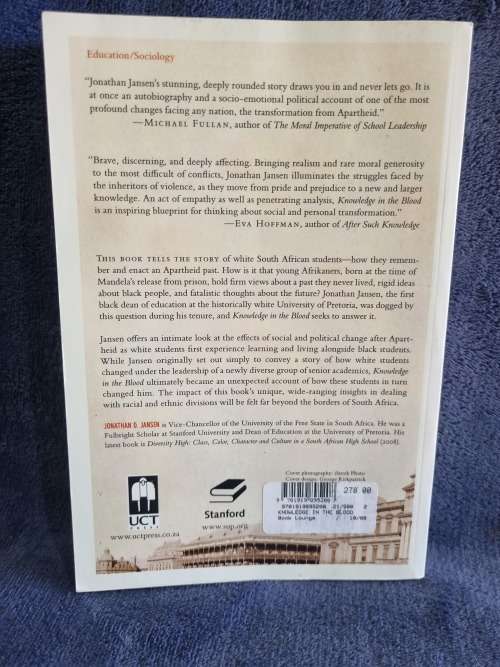 Education/Sociology
“Jonathan Jansen’s stunning, deeply rounded story draws you in and never lets go. It is
at once an autobiography and a socio-emotional political account of one of the most
profound changes facing any nation, the transformation from Apartheid.”
—Michael Fullan, author of The Moral Imperative of School Leadership
“Brave, discerning, and deeply affecting. Bringing realism and rare moral generosity
to the most difficult of conflicts, Jonathan Jansen illuminates the struggles faced by
the inheritors of violence, as they move from pride and prejudice to a new and larger
knowledge. An act of empathy as well as penetrating analysis, Knowledge in the Blood
is an inspiring blueprint for thinking about social and personal transformation.”
—Eva Hoffman, author of After Such Knowledge
This book tells the story of white South African students—how they remem-
ber and enact an Apartheid past. How is it that young Afrikaners, born at the time of
Mandela’s release from prison, hold firm views about a past they never lived, rigid ideas
about black people, and fatalistic thoughts about the future? Jonathan Jansen, the first
black dean of education at the historically white University of Pretoria, was dogged by
this question during his tenure, and Knowledge in the Blood seeks to answer it.
Jansen offers an intimate look at the effects of social and political change after Apart-
heid as white students first experience learning and living alongside black students.
While Jansen originally set out simply to convey a story of how white students
changed under the leadership of a newly diverse group of senior academics, Knowledge
in the Blood ultimately became an unexpected account of how these students in turn
changed him. The impact of this book’s unique, wide-ranging insights in dealing
with racial and ethnic divisions will be felt far beyond the borders of South Africa.
JONATHAN D. JANSEN is Vice-Chancellor of the University of the Free State in South Africa. He was a
Fulbright Scholar at Stanford University and Dean of Education at the University of Pretoria. His
latest book is Diversity High: Class, Color, Character and Culture in a South African High School (2008).
Cover photography:
Cover design: George Kirkpatrick
278.00
KNOWLEDGE IN THE BLOOD
Book Lounge
UCT
PRESS
www.uctpress.co.za
Stanford
www.sup.org